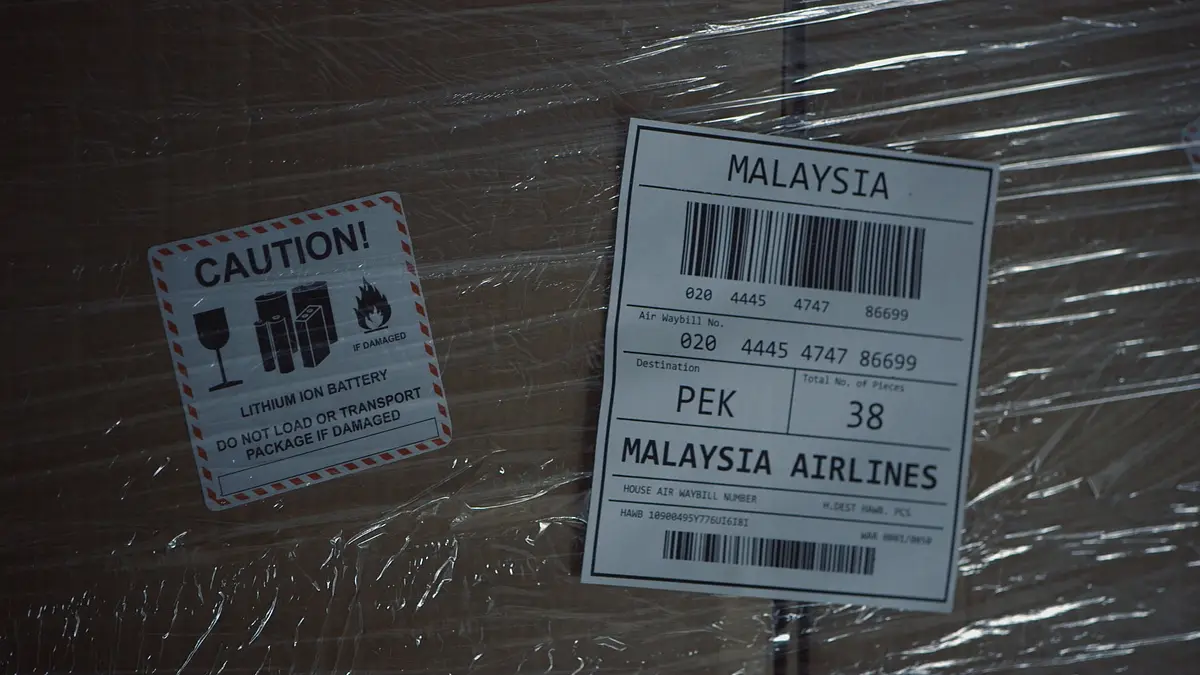 CAUTION!
IF DAMAGED
LITHIUM ION BATTERY
DO NOT LOAD OR TRANSPORT
PACKAGE IF DAMAGED
MALAYSIA
020 4445 4747 86699
Air Waybill No.
020 4445 4747 86699
Destination
PEK
Total No. of Pieces
38
MALAYSIA AIRLINES
HOUSE AIR WAYBILL NUMBER
H.DEST HAWB. PCS
HAWB 10900495Y776UI6I8I